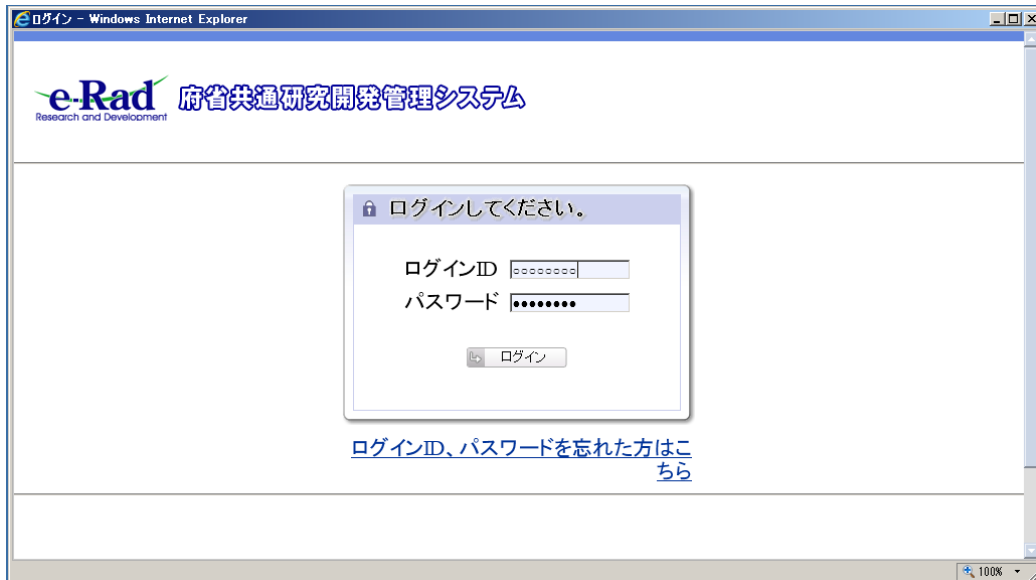 ログイン - Windows Internet Explorer
e-Rad 府省共通研究開発管理システム
Research and Development
ログインしてください。
ログインID
パスワード
ログイン
ログインID、パスワードを忘れた方はこ
ちら
100%